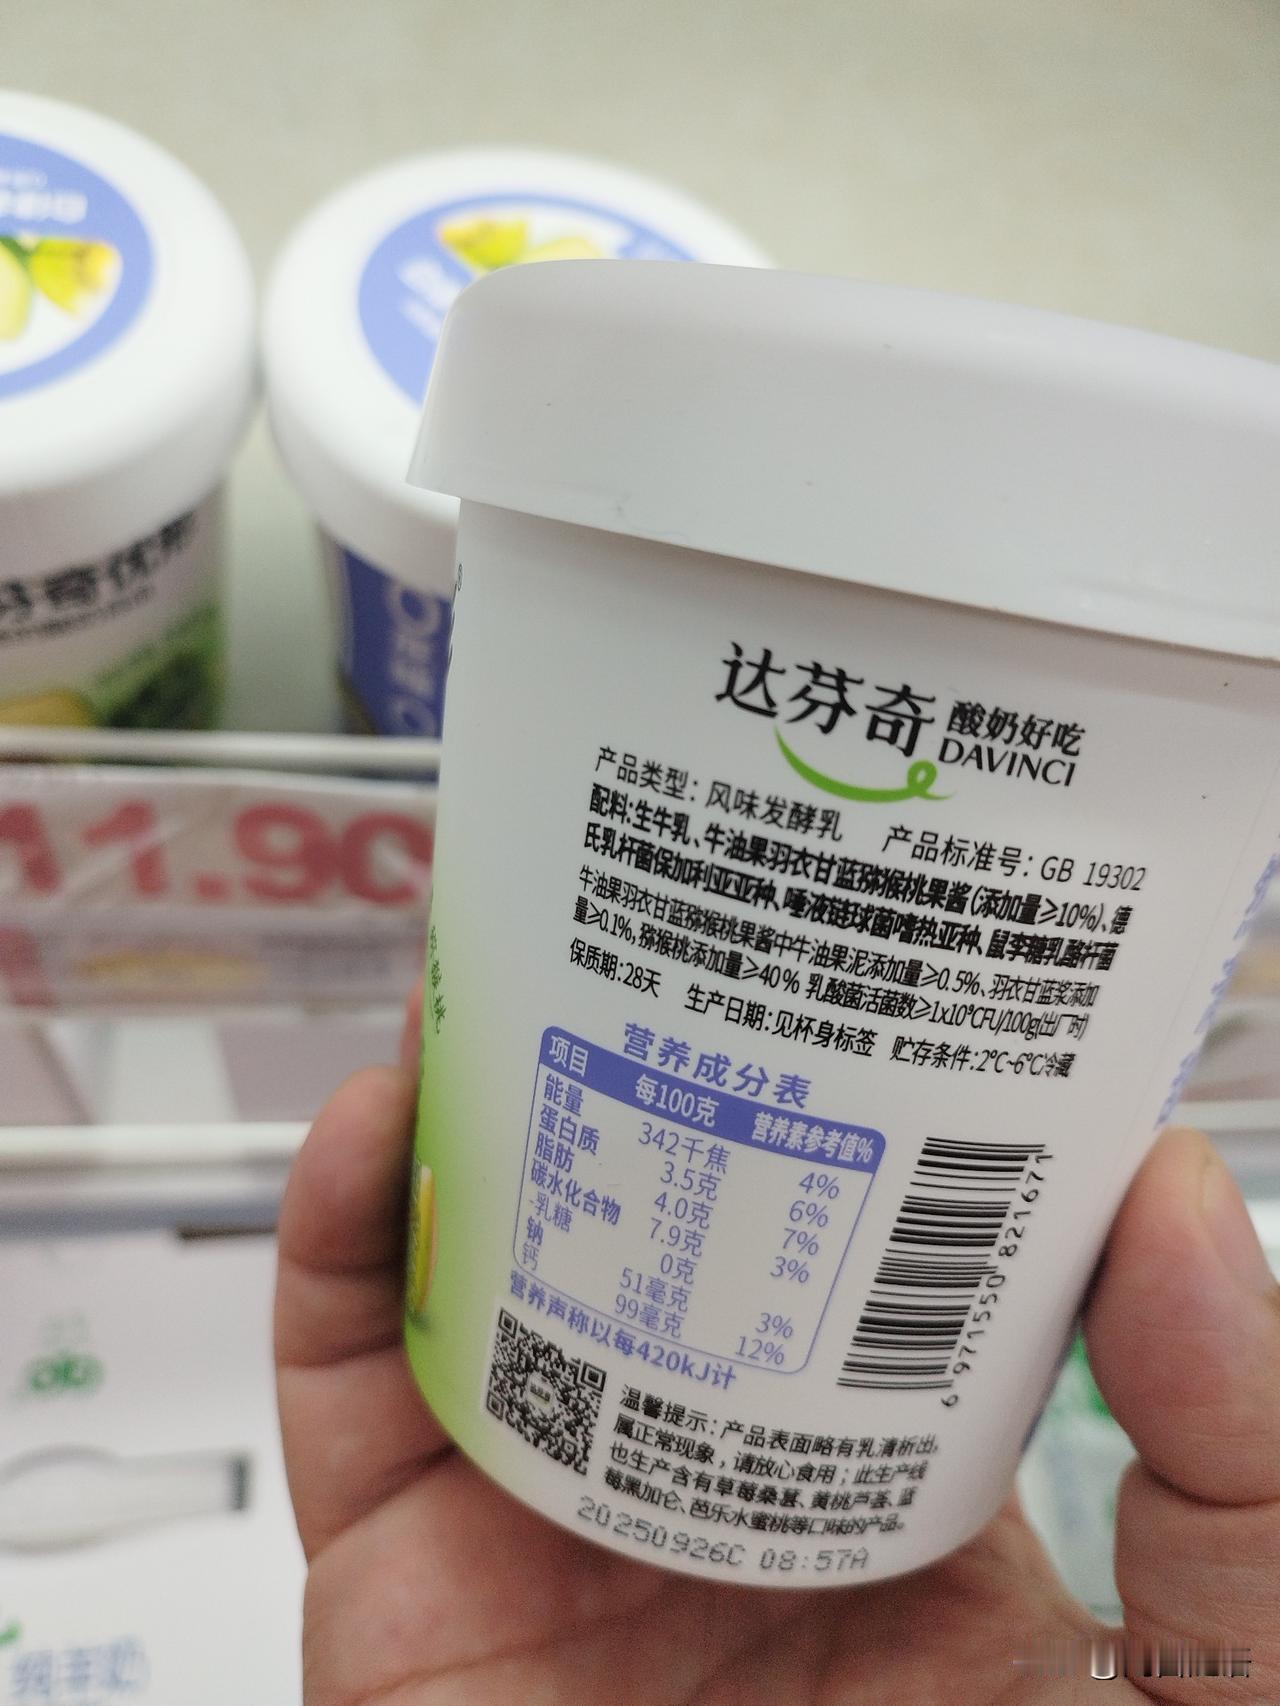 达芬奇 酸奶好吃
DAVINCI
产品类型：风味发酵乳 产品标准号：GB 19302
配料：生牛乳、牛油果羽衣甘蓝猕猴桃果酱（添加量≥10%）、德
氏乳杆菌保加利亚亚种、唾液链球菌嗜热亚种、鼠李糖乳酪杆菌
牛油果羽衣甘蓝猕猴桃果酱中牛油果泥添加量≥0.5%、羽衣甘蓝浆添加
量≥0.1%，猕猴桃添加量≥40% 乳酸菌活菌数≥1x10⁹CFU/100g(出厂时)
保质期：28天 生产日期：见杯身标签 贮存条件：2℃~6℃冷藏
营养成分表
项目 每100克 营养素参考值%
能量 342千焦 4%
蛋白质 3.5克 6%
脂肪 4.0克 7%
碳水化合物 7.9克 3%
-乳糖 0克
钠 51毫克 3%
钙 99毫克 12%
营养声称以每420kJ计
6 971550 821671
温馨提示：产品表面略有乳清析出，
属正常现象，请放心食用；此生产线
也生产含有草莓桑葚、黄桃芦荟、蓝
莓黑加仑、芭乐水蜜桃等口味的产品。
20250926C 08:57A
11.90
芬奇优